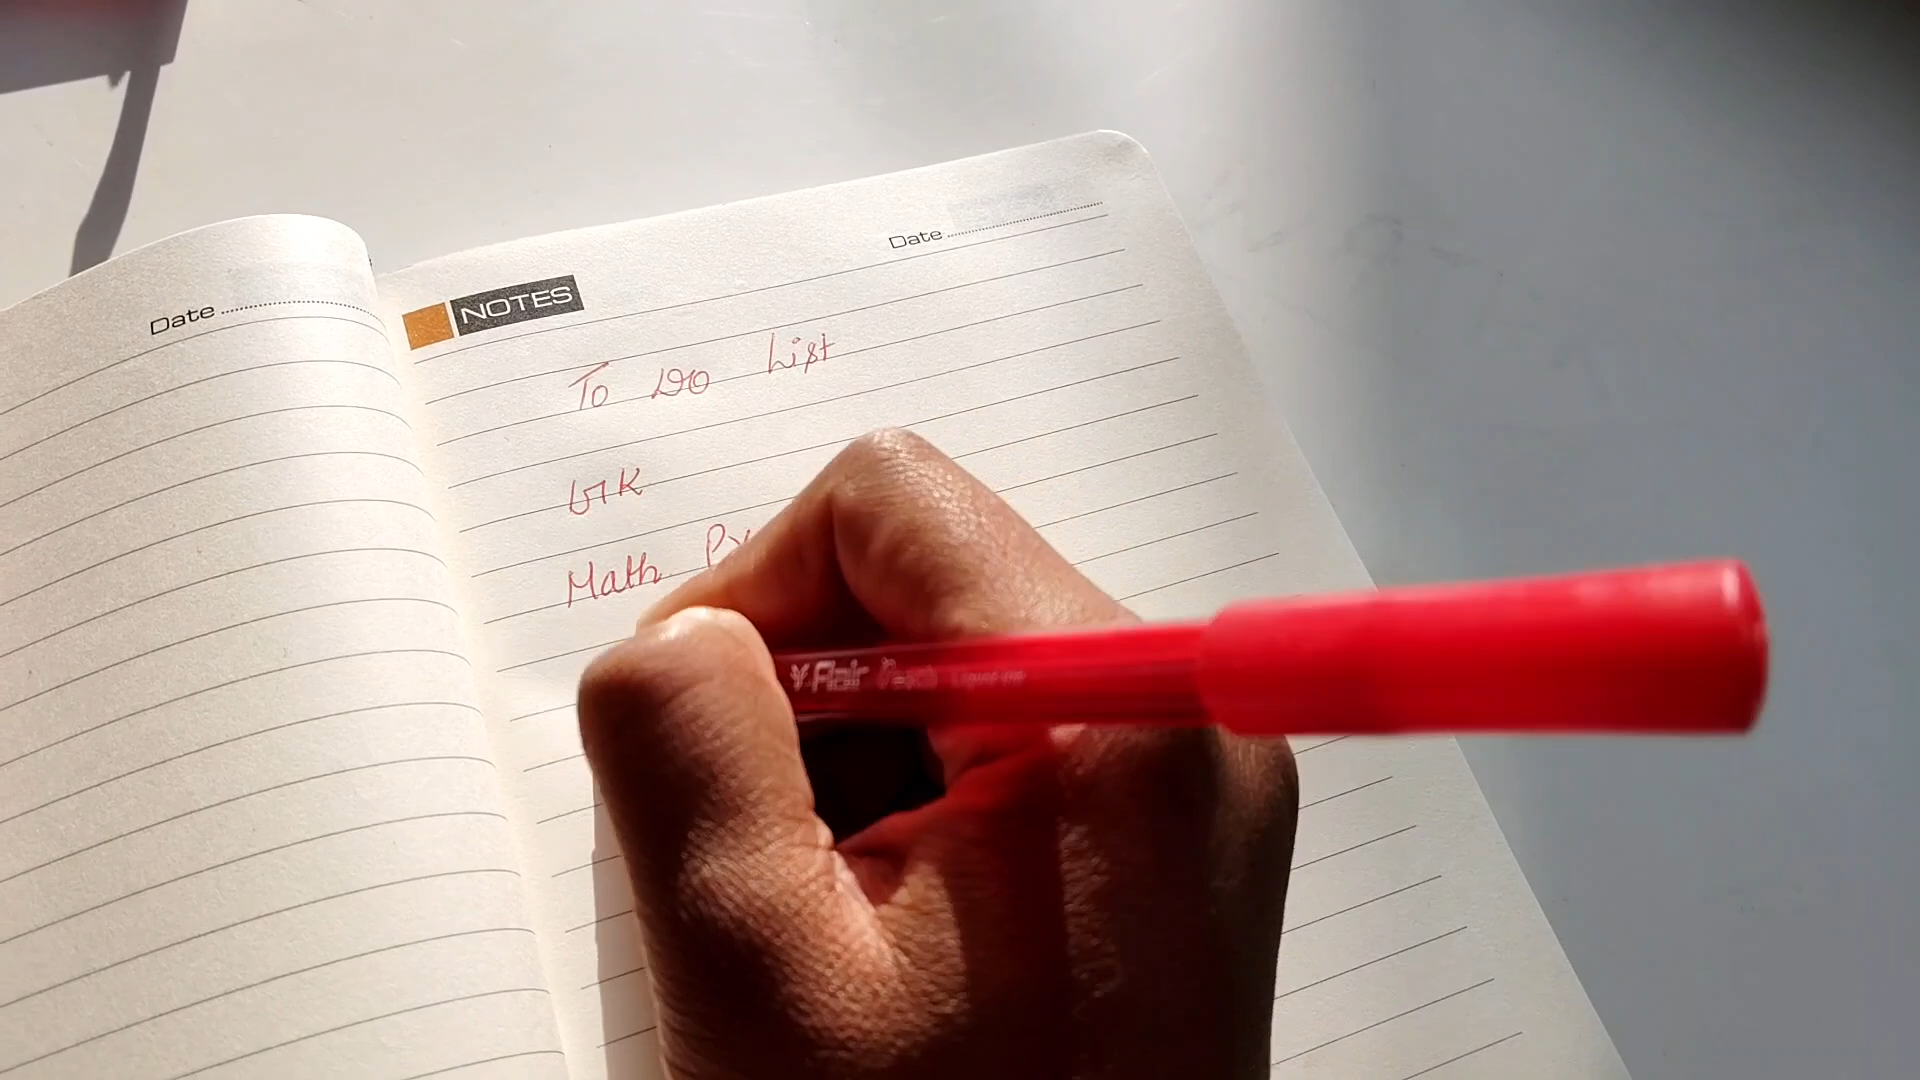 Date
Date
NOTES
To Do List
GK
Math
Flair